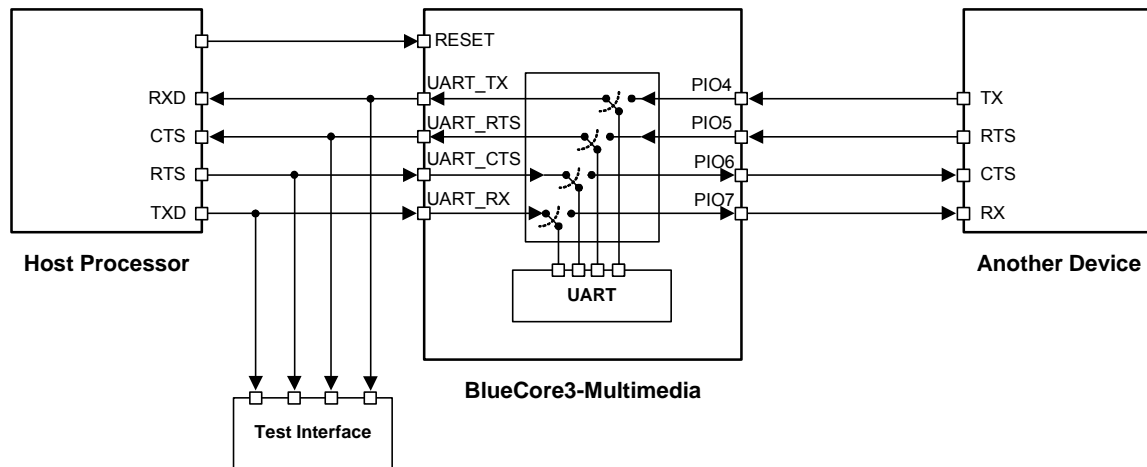 RESET
UART_TX
PIO4
RXD
TX
UART_RTS
PIO5
CTS
RTS
UART_CTS
PIO6
RTS
CTS
UART_RX
PIO7
TXD
RX
Host Processor
Another Device
UART
BlueCore3-Multimedia
Test Interface